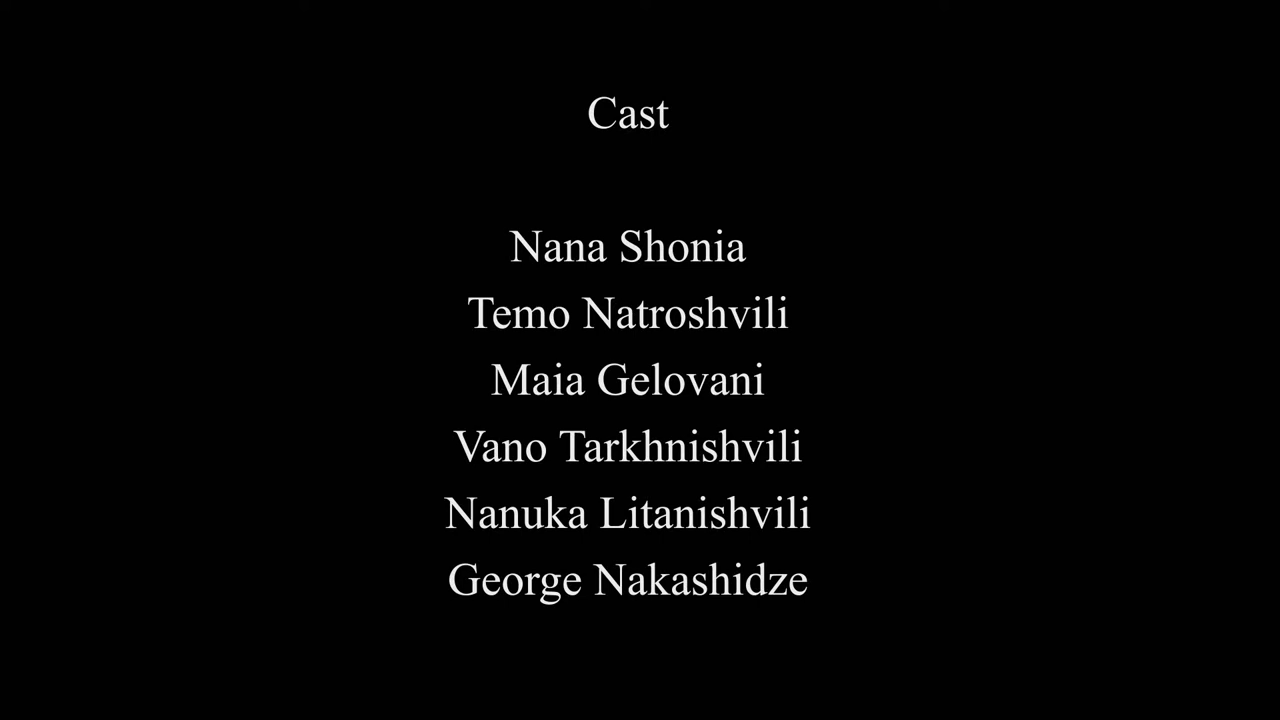 Cast
Nana Shonia
Temo Natroshvili
Maia Gelovani
Vano Tarkhnishvili
Nanuka Litanishvili
George Nakashidze